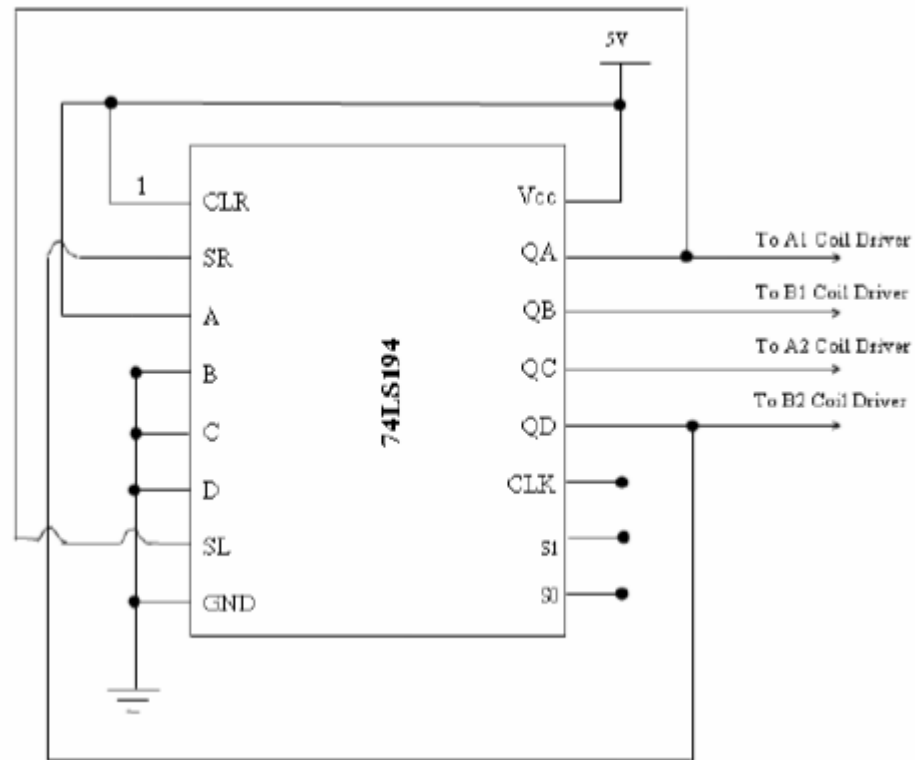 5V
1
CLR
Vcc
SR
QA
To A1 Coil Driver
A
QB
To B1 Coil Driver
B
QC
To A2 Coil Driver
C
QD
To B2 Coil Driver
74LS194
D
CLK
SL
S1
GND
S0